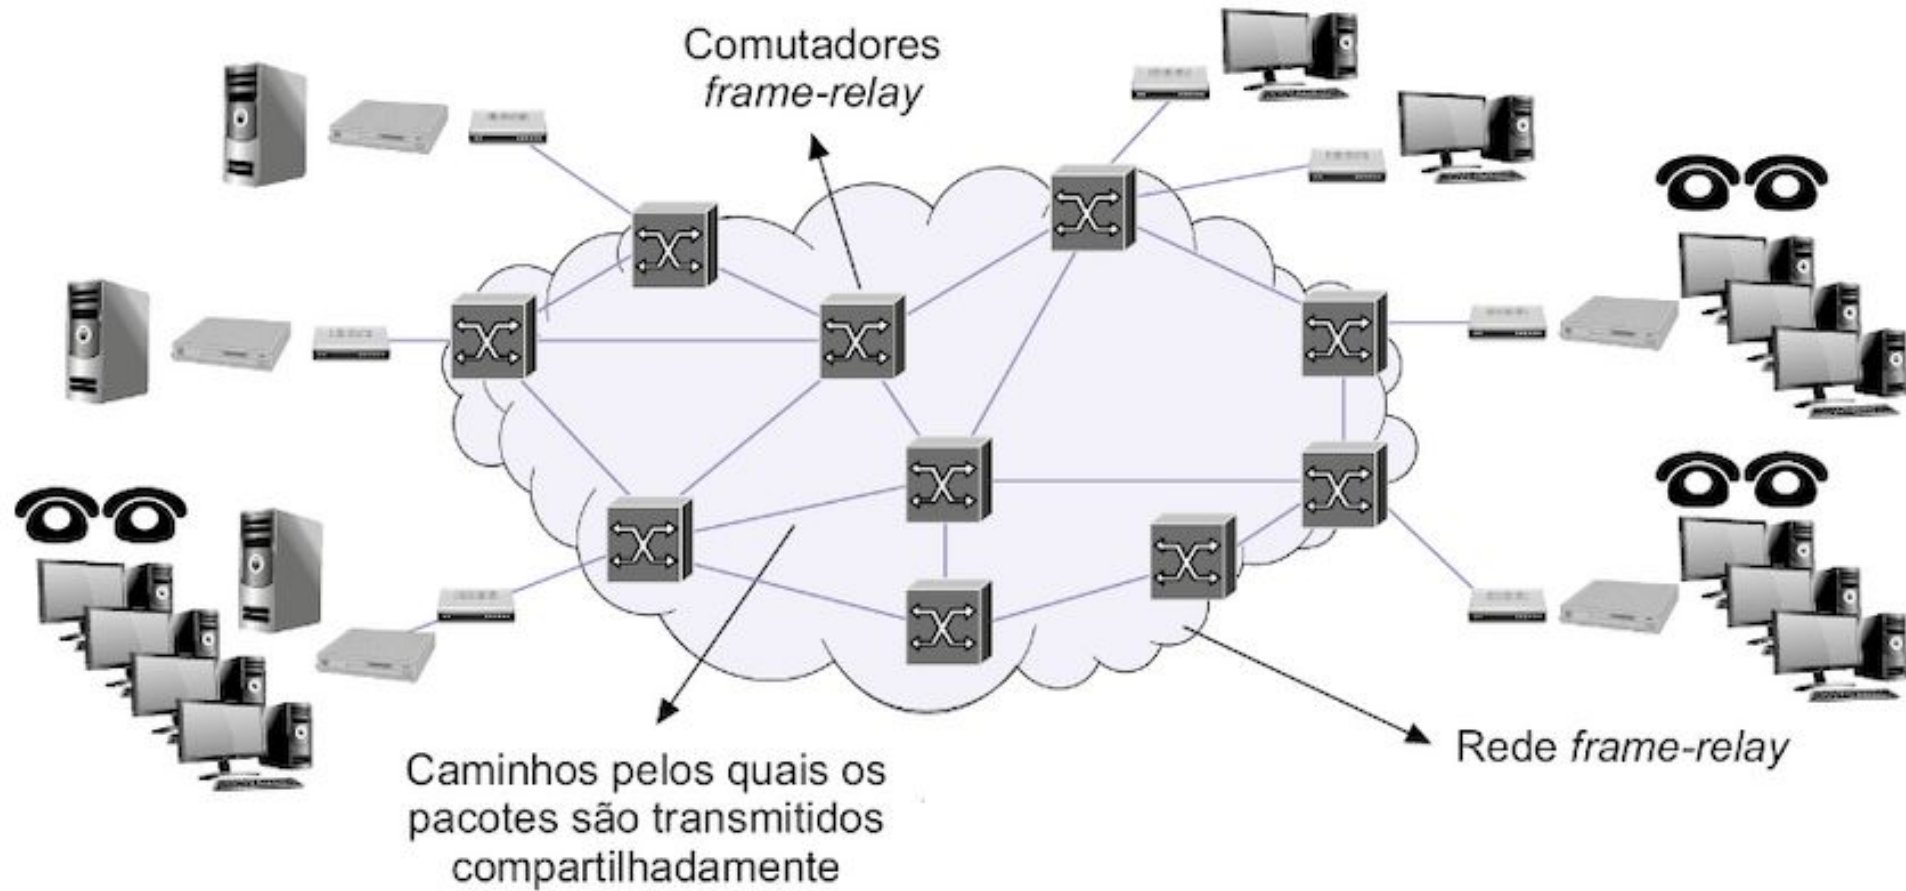 Comutadores
frame-relay
Rede frame-relay
Caminhos pelos quais os
pacotes são transmitidos
compartilhadamente